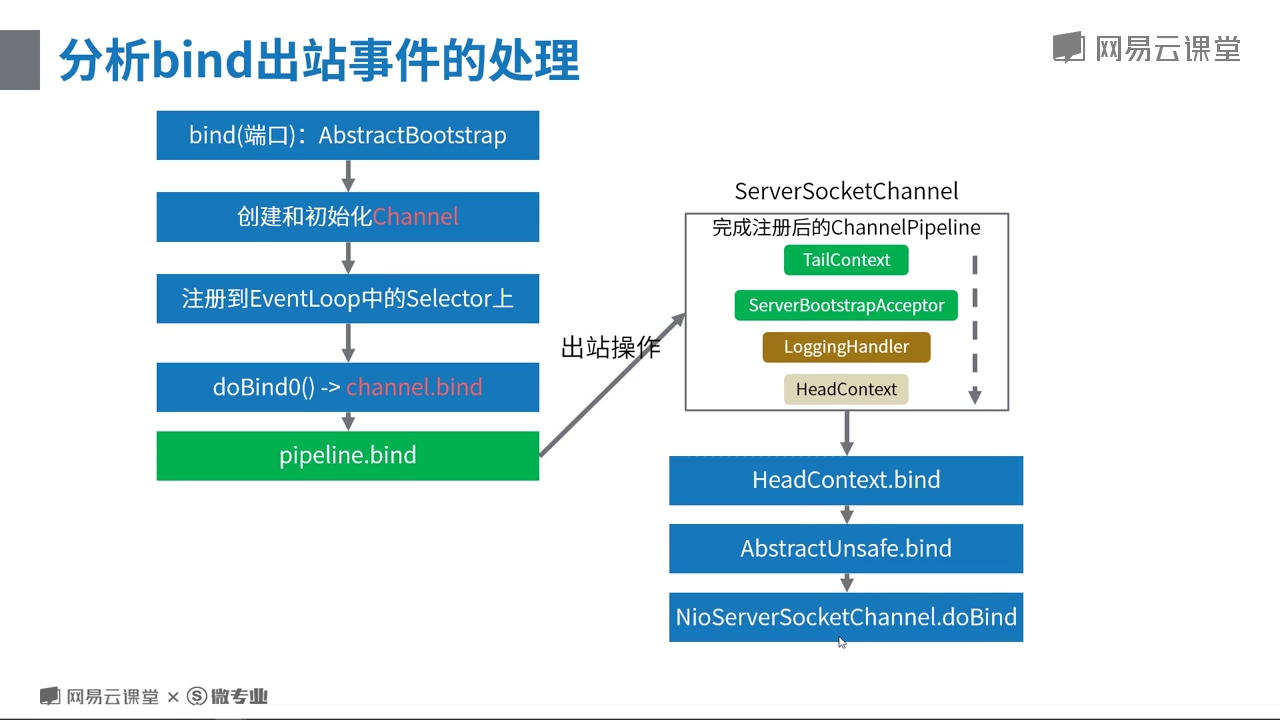 分析bind出站事件的处理
网易云课堂
bind(端口)：AbstractBootstrap
创建和初始化Channel
注册到EventLoop中的Selector上
doBind0() -> channel.bind
pipeline.bind
出站操作
ServerSocketChannel
完成注册后的ChannelPipeline
TailContext
ServerBootstrapAcceptor
LoggingHandler
HeadContext
HeadContext.bind
AbstractUnsafe.bind
NioServerSocketChannel.doBind
网易云课堂 × S 微专业